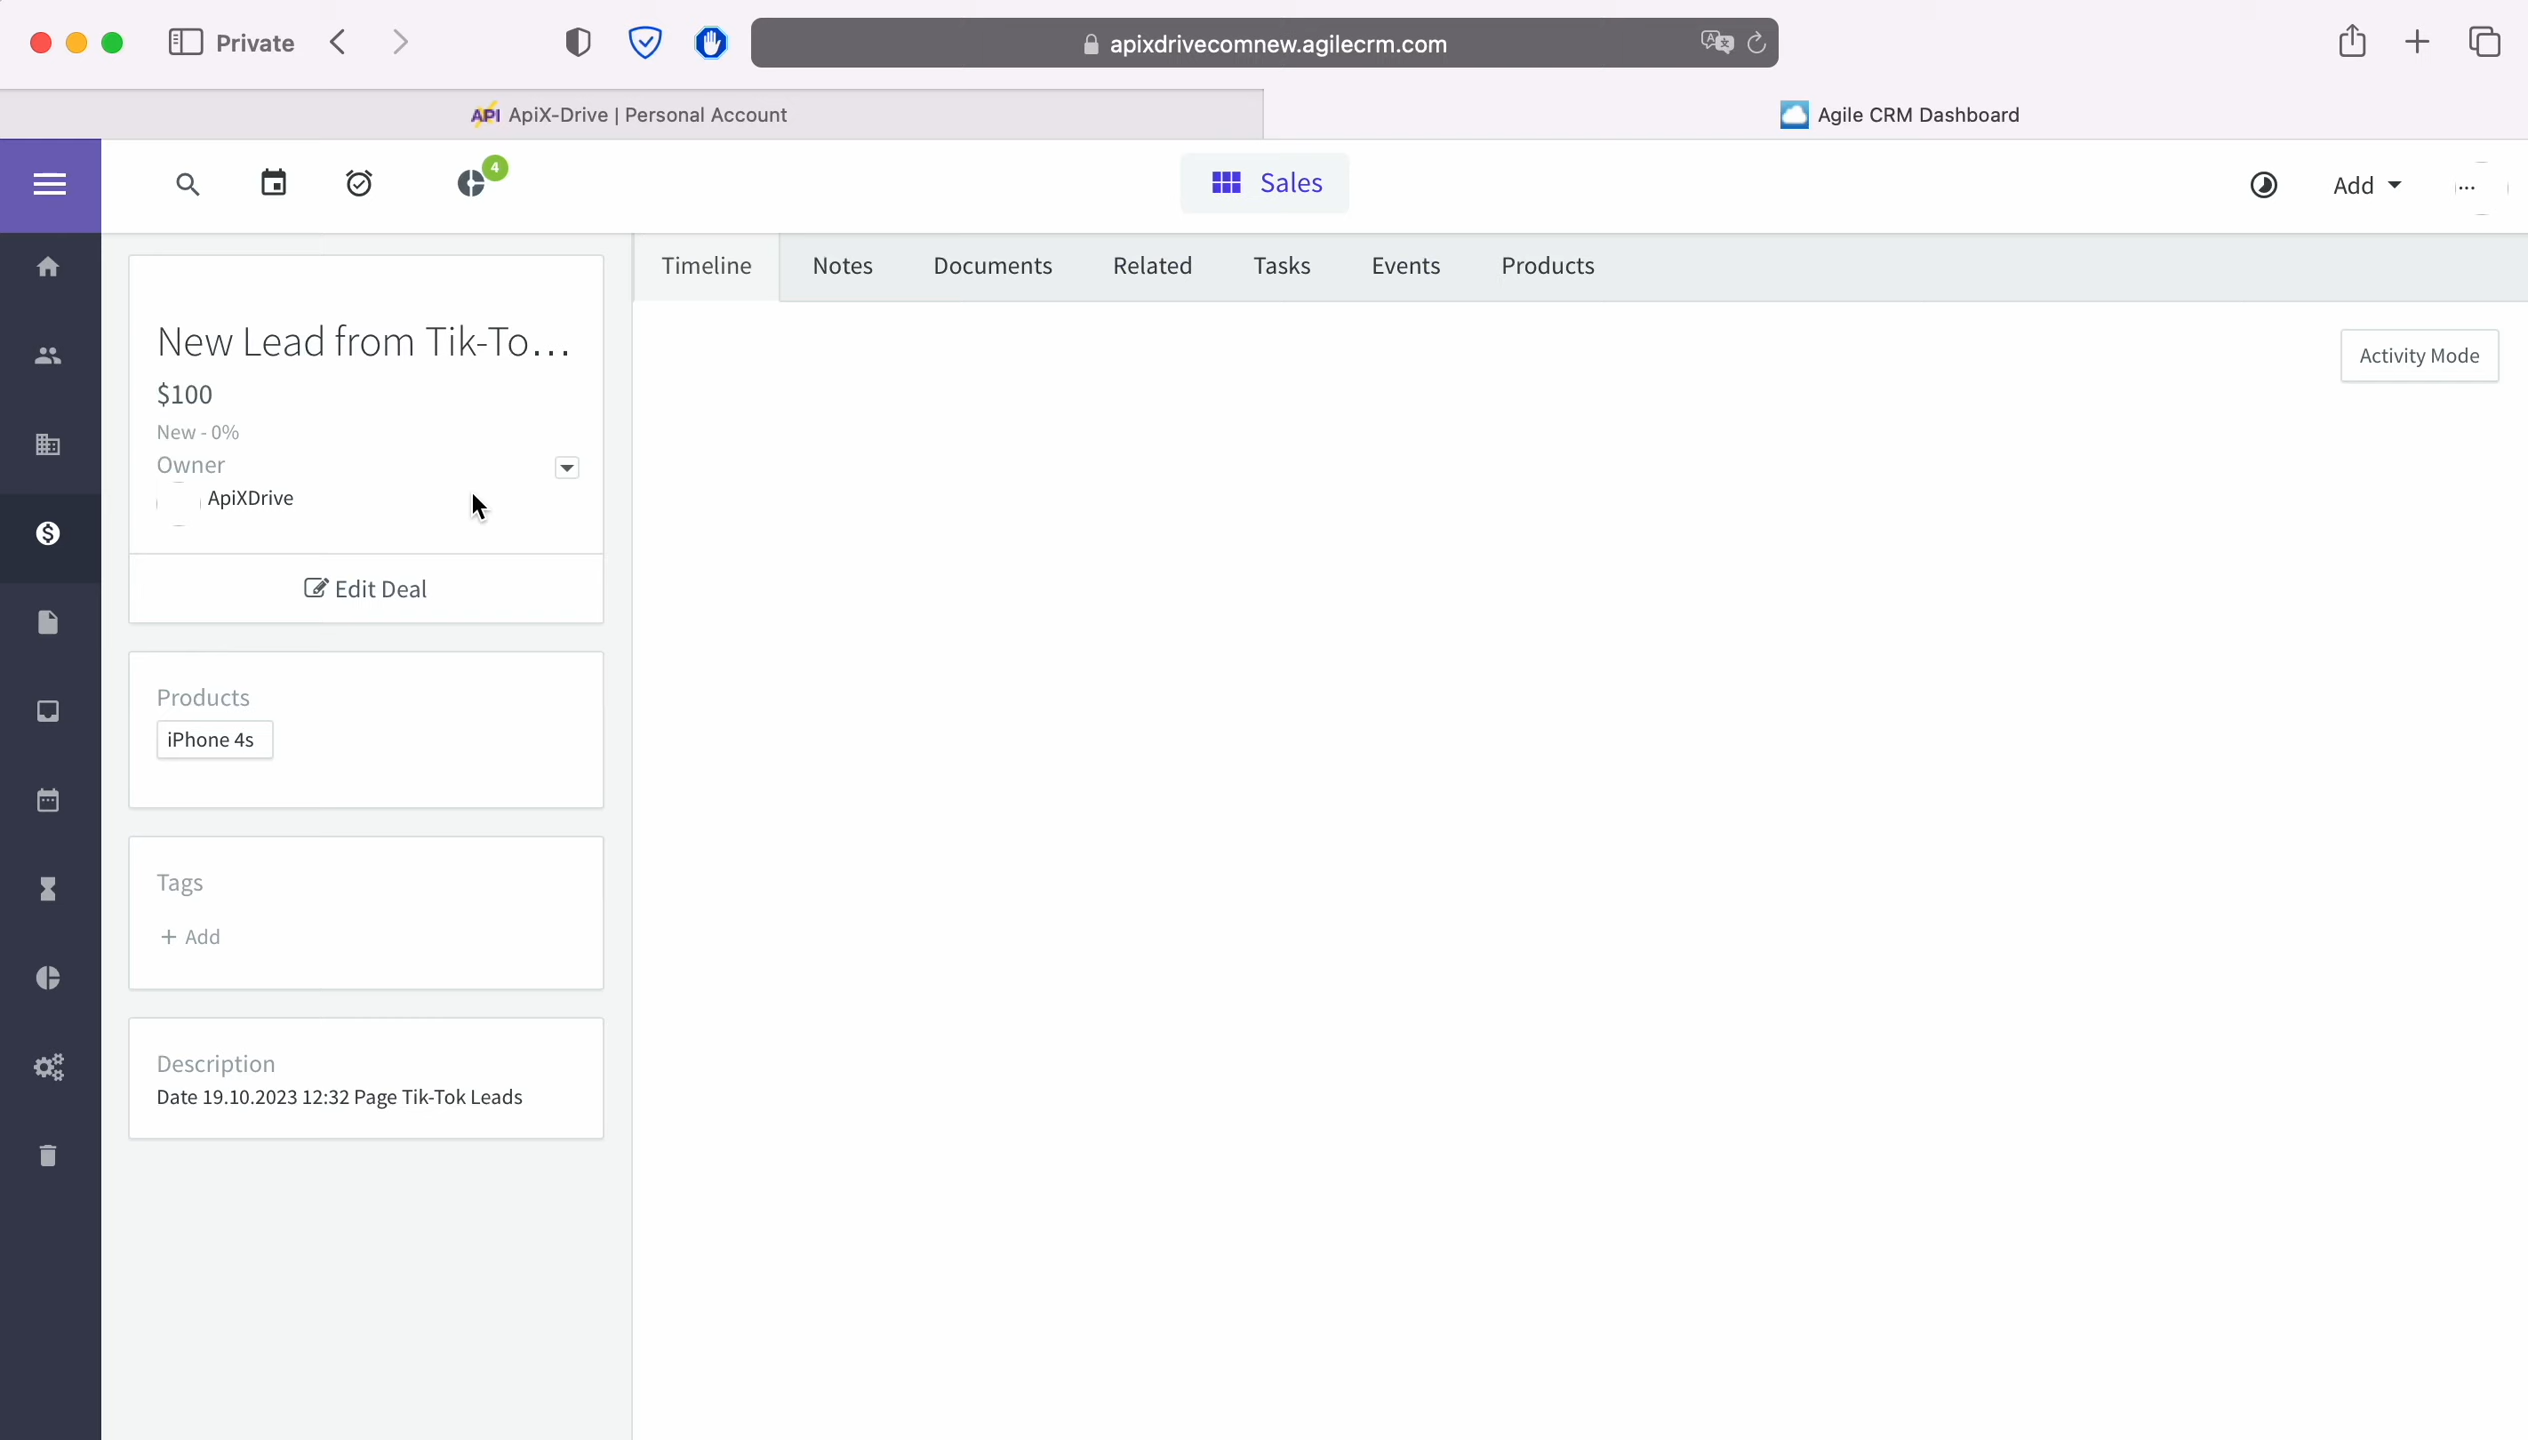 Private
apixdrivecomnew.agilecrm.com
API ApiX-Drive | Personal Account
Agile CRM Dashboard
4
Sales
Add
...
Timeline
Notes
Documents
Related
Tasks
Events
Products
Activity Mode
New Lead from Tik-To...
$100
New - 0%
Owner
ApiXDrive
Edit Deal
Products
iPhone 4s
Tags
+ Add
Description
Date 19.10.2023 12:32 Page Tik-Tok Leads